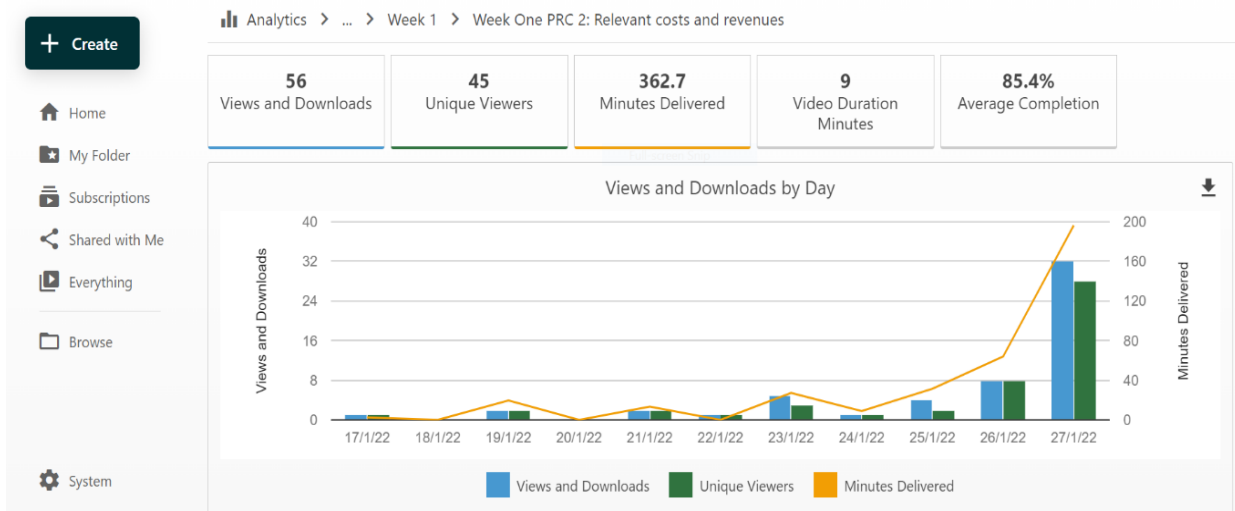 Analytics > ... > Week 1 > Week One PRC 2: Relevant costs and revenues
Create
Home
My Folder
Subscriptions
Shared with Me
Everything
Browse
System
56
Views and Downloads
45
Unique Viewers
362.7
Minutes Delivered
9
Video Duration
Minutes
85.4%
Average Completion
Views and Downloads by Day
Views and Downloads
40
32
24
16
8
0
200
160
120
80
40
0
Minutes Delivered
17/1/22 18/1/22 19/1/22 20/1/22 21/1/22 22/1/22 23/1/22 24/1/22 25/1/22 26/1/22 27/1/22
Views and Downloads Unique Viewers Minutes Delivered